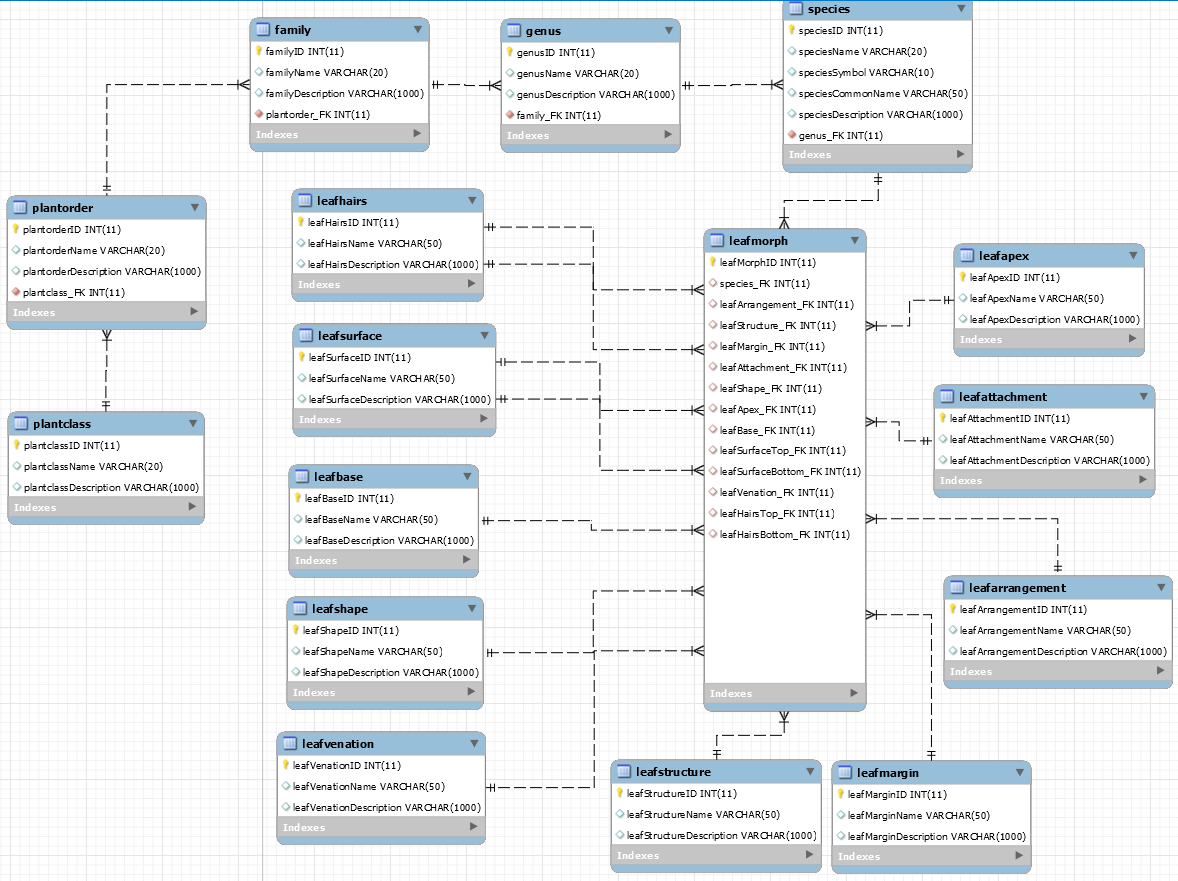 family
familyID INT(11)
familyName VARCHAR(20)
familyDescription VARCHAR(1000)
plantorder_FK INT(11)
Indexes
genus
genusID INT(11)
genusName VARCHAR(20)
genusDescription VARCHAR(1000)
family_FK INT(11)
Indexes
species
speciesID INT(11)
speciesName VARCHAR(20)
speciesSymbol VARCHAR(10)
speciesCommonName VARCHAR(50)
speciesDescription VARCHAR(1000)
genus_FK INT(11)
Indexes
plantorder
plantorderID INT(11)
plantorderName VARCHAR(20)
plantorderDescription VARCHAR(1000)
plantclass_FK INT(11)
Indexes
plantclass
plantclassID INT(11)
plantclassName VARCHAR(20)
plantclassDescription VARCHAR(1000)
Indexes
leafhairs
leafHairsID INT(11)
leafHairsName VARCHAR(50)
leafHairsDescription VARCHAR(1000)
Indexes
leafsurface
leafSurfaceID INT(11)
leafSurfaceName VARCHAR(50)
leafSurfaceDescription VARCHAR(1000)
Indexes
leafbase
leafBaseID INT(11)
leafBaseName VARCHAR(50)
leafBaseDescription VARCHAR(1000)
Indexes
leafshape
leafShapeID INT(11)
leafShapeName VARCHAR(50)
leafShapeDescription VARCHAR(1000)
Indexes
leafvenation
leafVenationID INT(11)
leafVenationName VARCHAR(50)
leafVenationDescription VARCHAR(1000)
Indexes
leafmorph
leafMorphID INT(11)
species_FK INT(11)
leafArrangement_FK INT(11)
leafStructure_FK INT(11)
leafMargin_FK INT(11)
leafAttachment_FK INT(11)
leafShape_FK INT(11)
leafApex_FK INT(11)
leafBase_FK INT(11)
leafSurfaceTop_FK INT(11)
leafSurfaceBottom_FK INT(11)
leafVenation_FK INT(11)
leafHairsTop_FK INT(11)
leafHairsBottom_FK INT(11)
Indexes
leafapex
leafApexID INT(11)
leafApexName VARCHAR(50)
leafApexDescription VARCHAR(1000)
Indexes
leafattachment
leafAttachmentID INT(11)
leafAttachmentName VARCHAR(50)
leafAttachmentDescription VARCHAR(1000)
Indexes
leafarrangement
leafArrangementID INT(11)
leafArrangementName VARCHAR(50)
leafArrangementDescription VARCHAR(1000)
Indexes
leafstructure
leafStructureID INT(11)
leafStructureName VARCHAR(50)
leafStructureDescription VARCHAR(1000)
Indexes
leafmargin
leafMarginID INT(11)
leafMarginName VARCHAR(50)
leafMarginDescription VARCHAR(1000)
Indexes